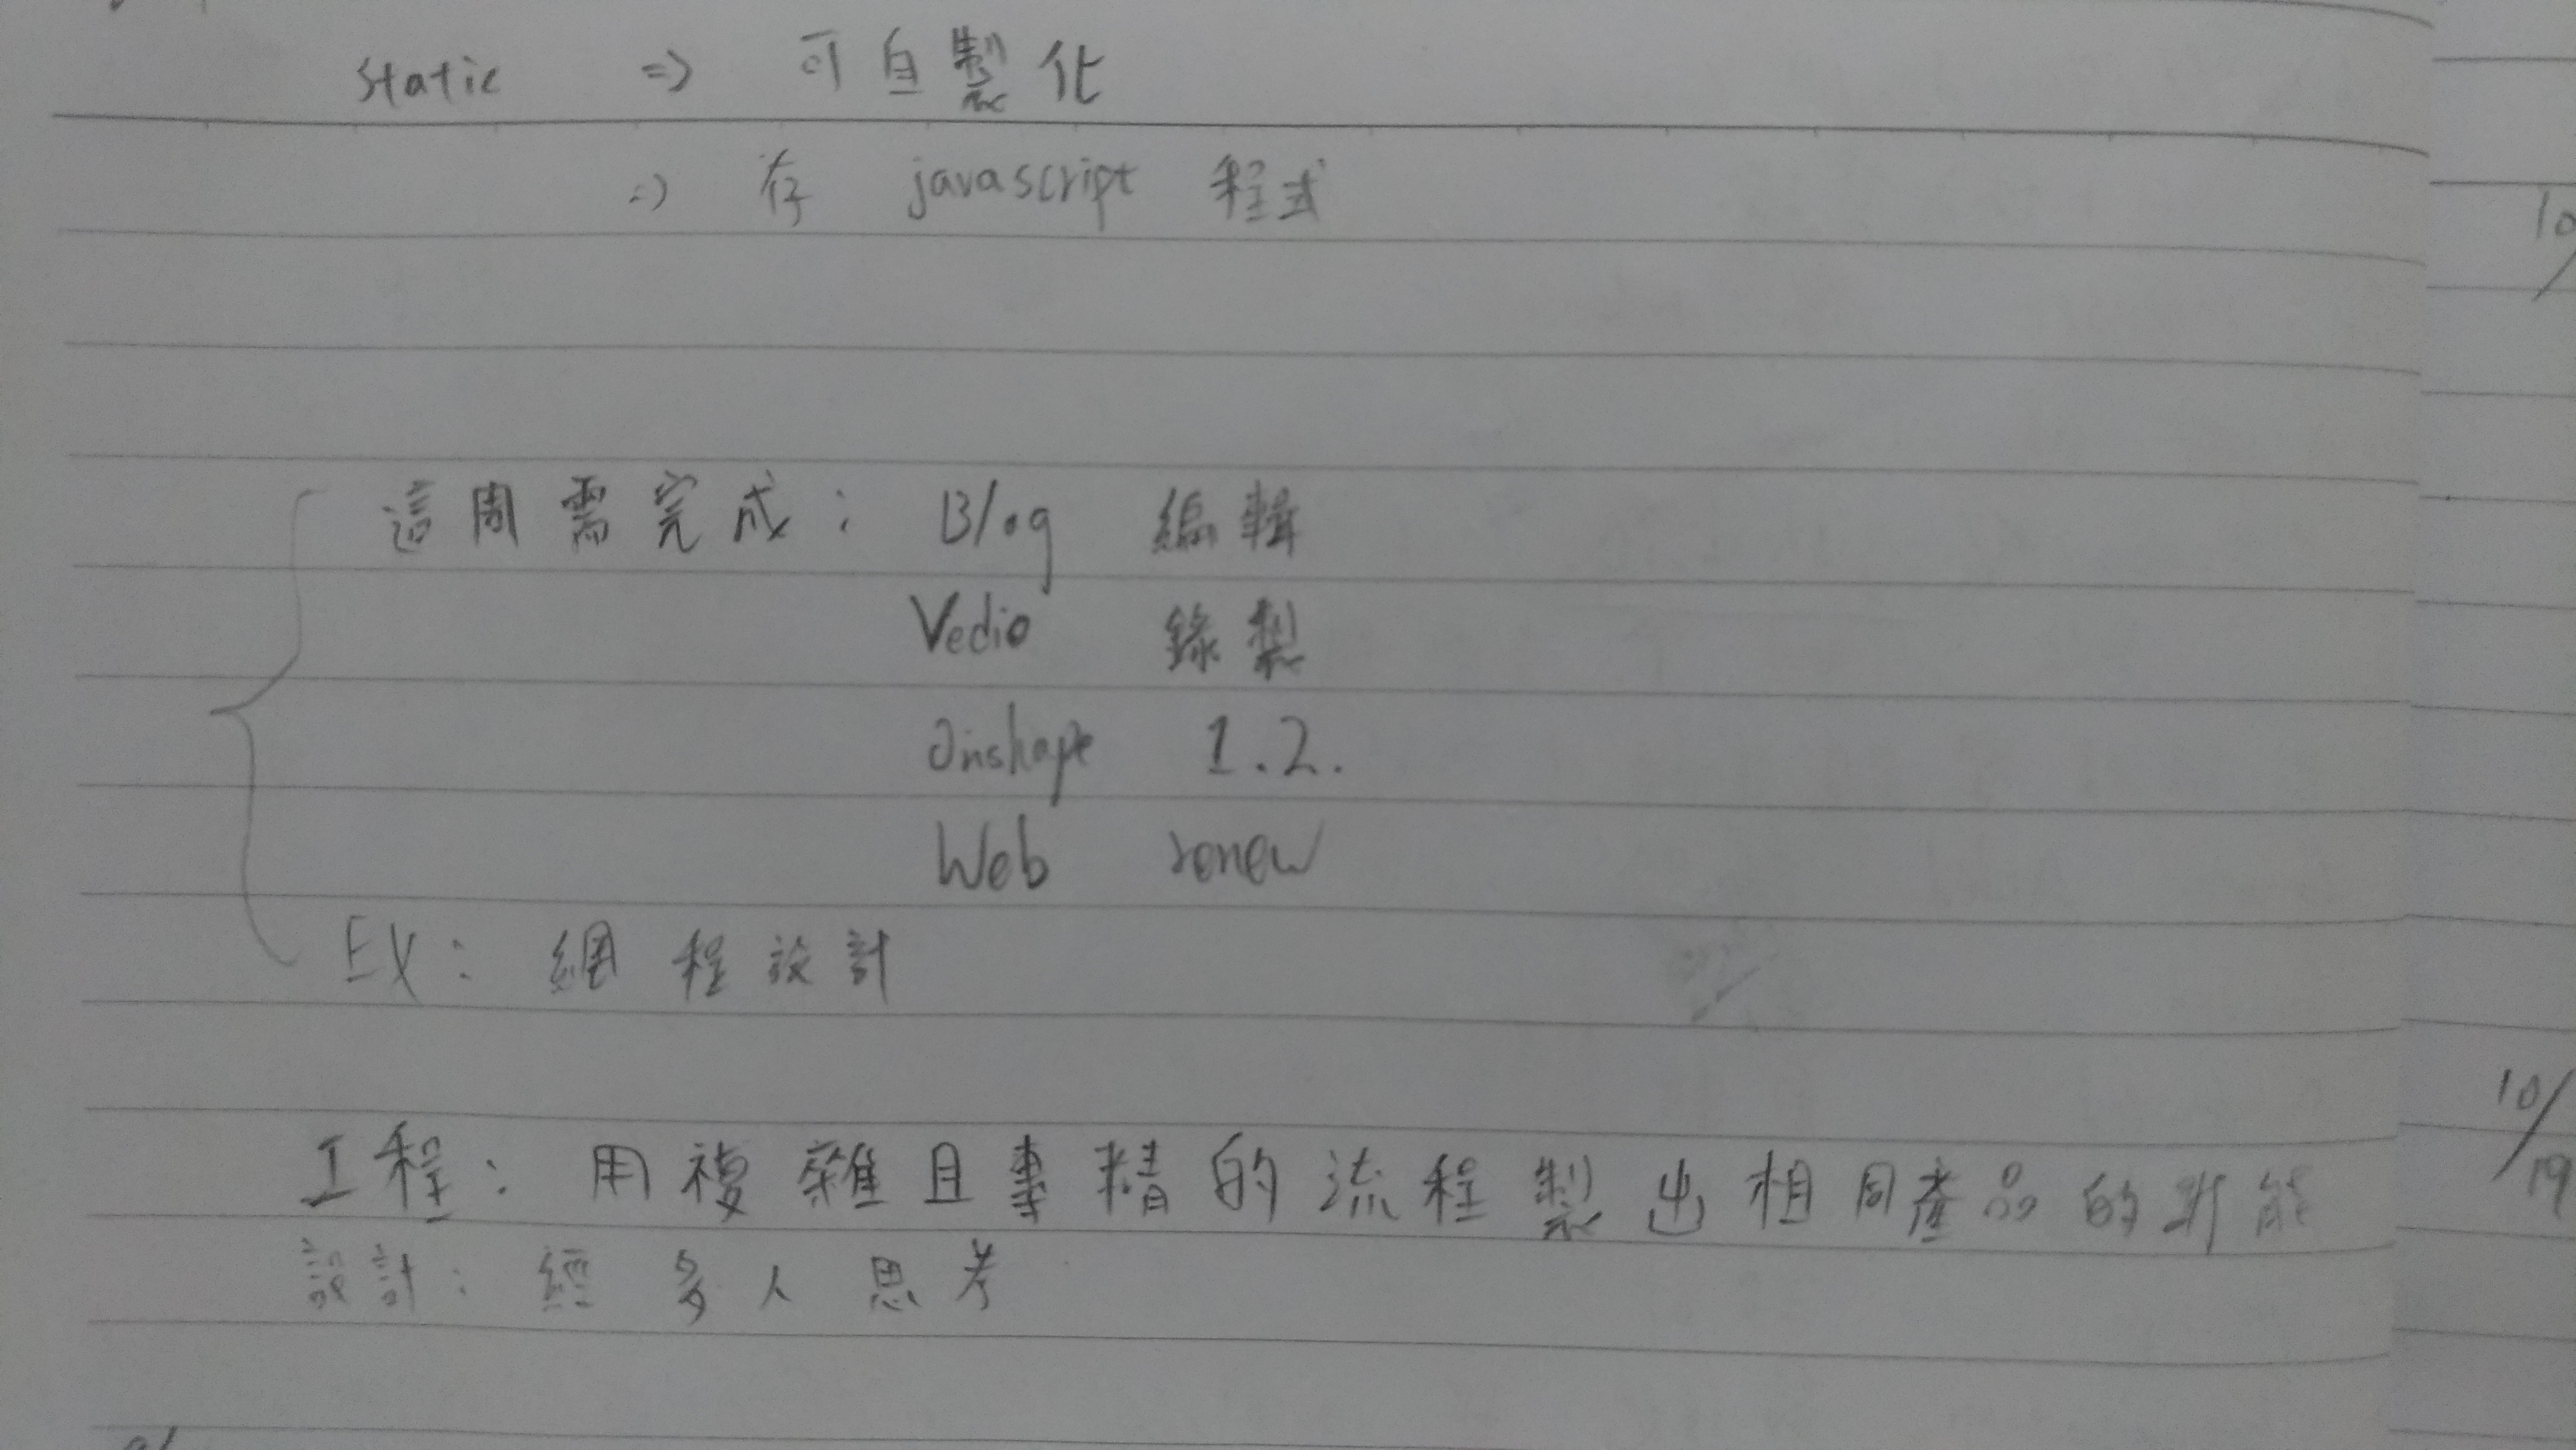 static => 可自製化
=> 存 javascript 程式
這周需完成: Blog 編輯
Vedio 錄製
Onshape 1.2.
Web renew
EX: 網程設計
10/19
工程: 用複雜且專精的流程製出相同產品的 能
設計: 經多人思考